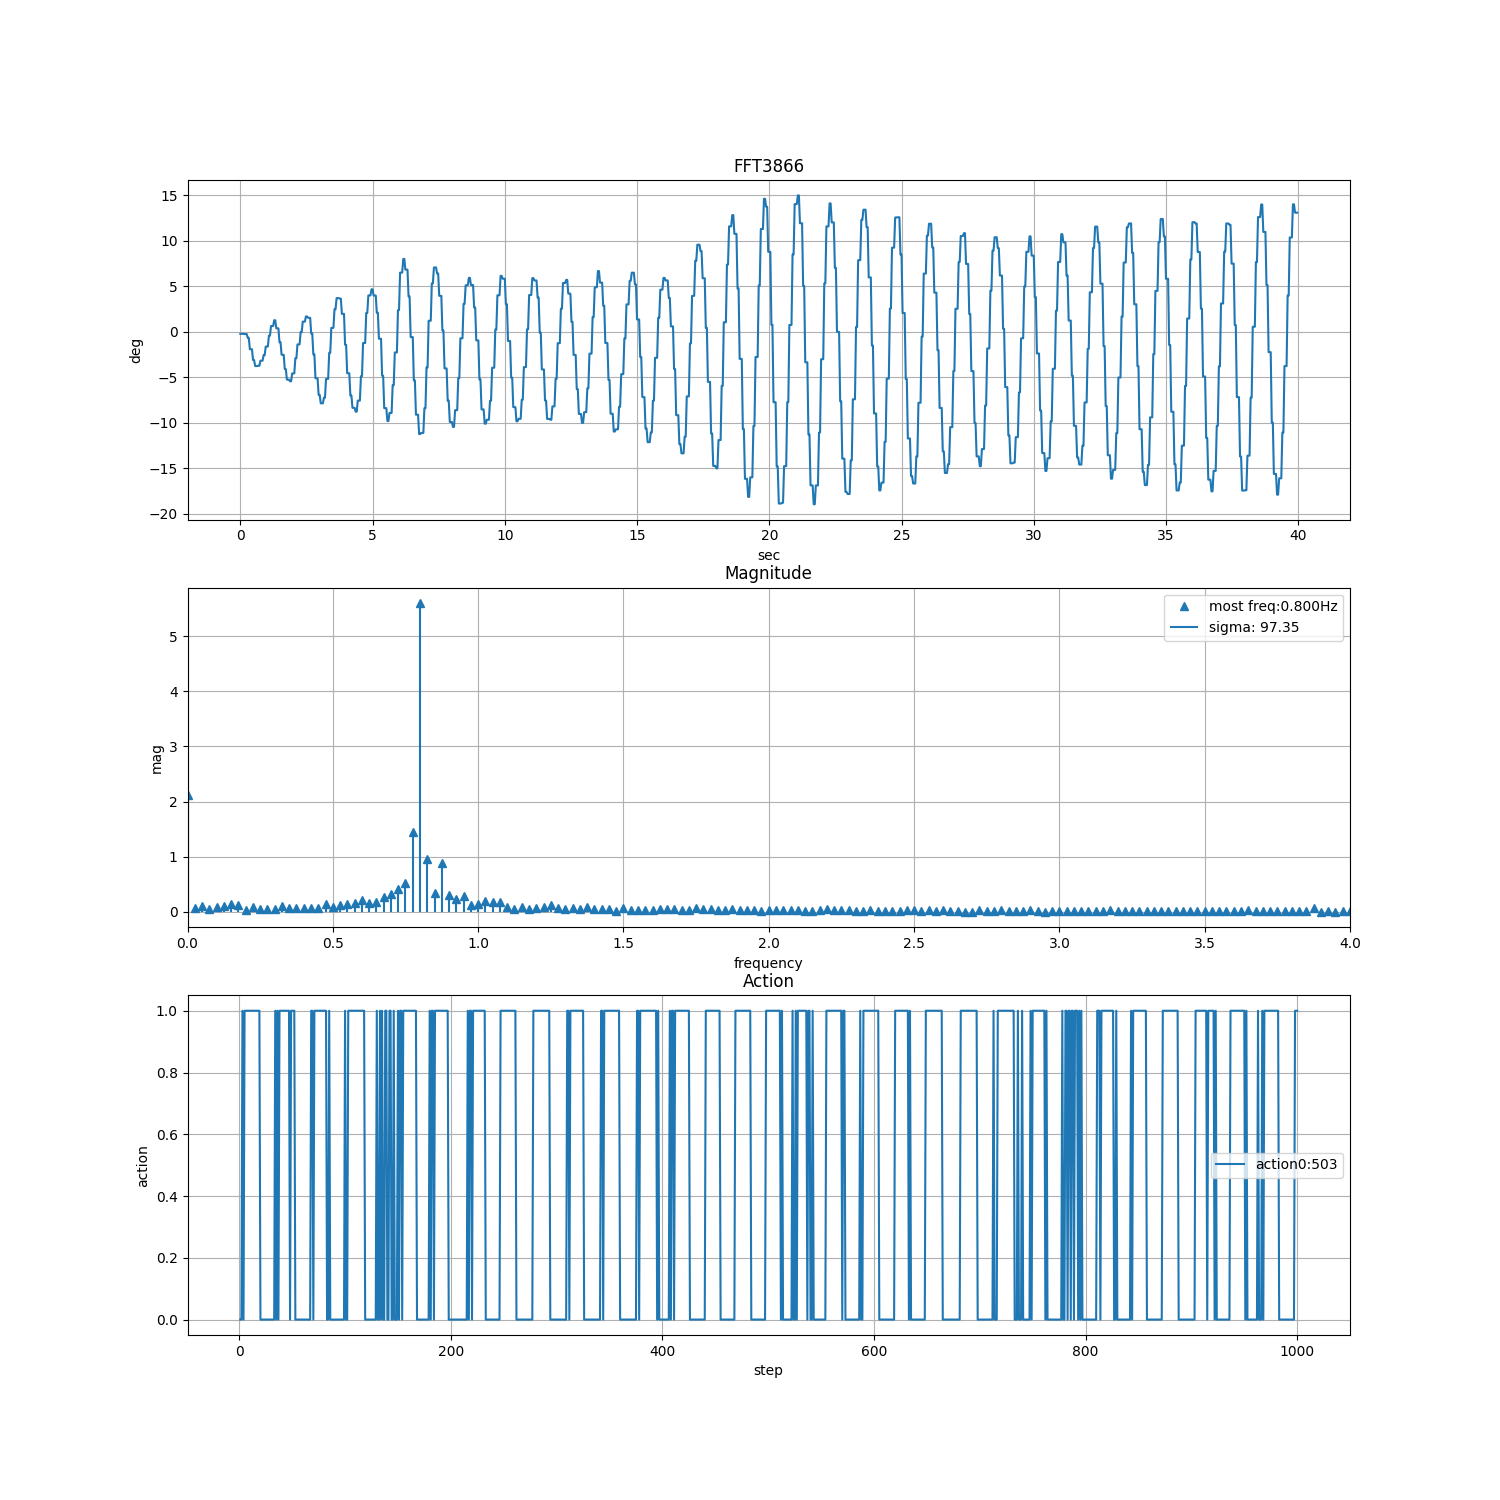 FFT3866
15
10
5
0
−5
−10
−15
−20
deg
0 5 10 15 20 25 30 35 40
sec
Magnitude
most freq:0.800Hz
sigma: 97.35
5
4
3
2
1
0
mag
0.0 0.5 1.0 1.5 2.0 2.5 3.0 3.5 4.0
frequency
Action
1.0
0.8
0.6
0.4
0.2
0.0
action
action0:503
0 200 400 600 800 1000
step